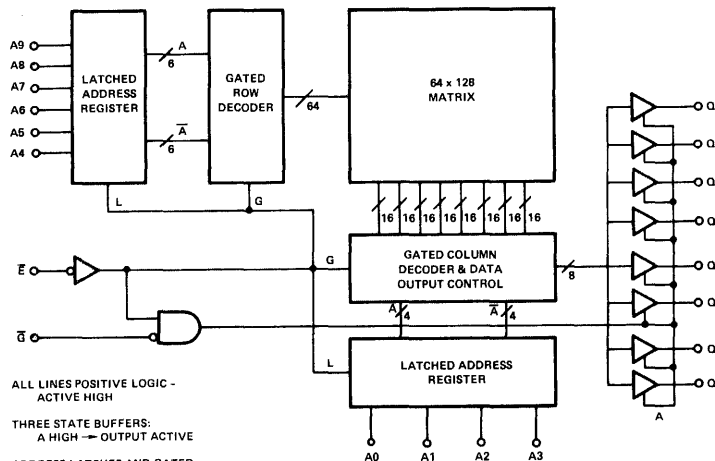 A9
A8
A7
A6
A5
A4
LATCHED
ADDRESS
REGISTER
A
6
A
6
GATED
ROW
DECODER
64
64 x 128
MATRIX
L
G
16 16 16 16 16 16 16 16
E
G
G
GATED COLUMN
DECODER & DATA
OUTPUT CONTROL
8
A
4
A
4
L
LATCHED ADDRESS
REGISTER
A0 A1 A2 A3
Q
Q
Q
Q
Q
Q
Q
Q
A
ALL LINES POSITIVE LOGIC –
ACTIVE HIGH
THREE STATE BUFFERS:
A HIGH → OUTPUT ACTIVE